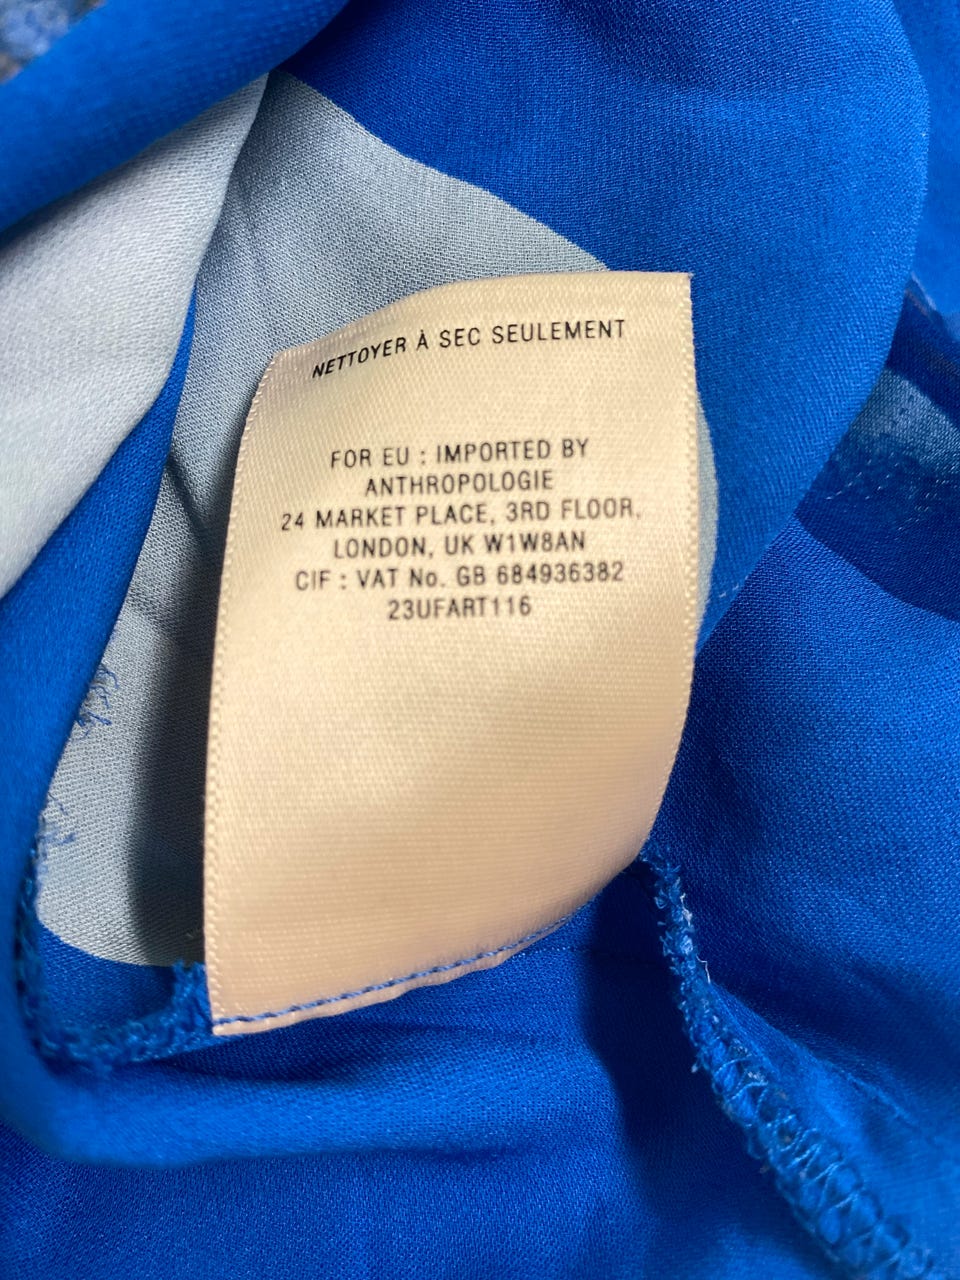 NETTOYER À SEC SEULEMENT
FOR EU : IMPORTED BY
ANTHROPOLOGIE
24 MARKET PLACE, 3RD FLOOR,
LONDON, UK W1W8AN
CIF : VAT No. GB 684936382
23UFART116